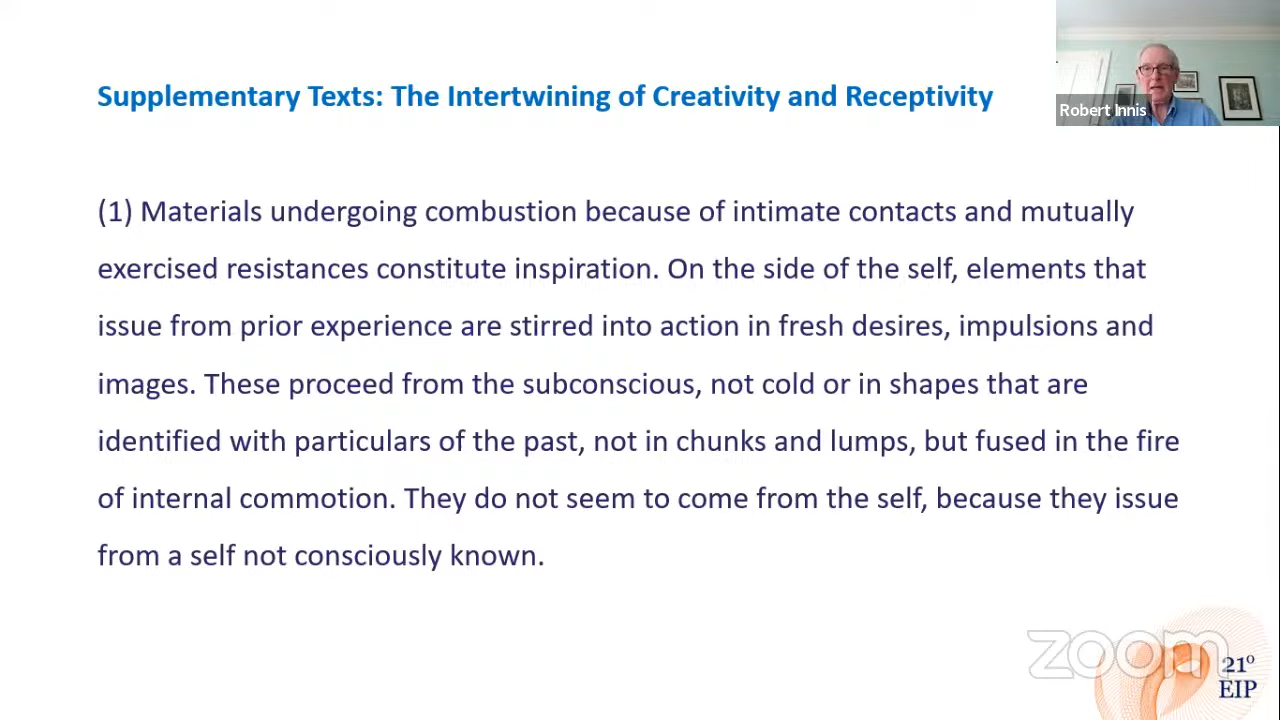 Supplementary Texts: The Intertwining of Creativity and Receptivity
Robert Innis
(1) Materials undergoing combustion because of intimate contacts and mutually
exercised resistances constitute inspiration. On the side of the self, elements that
issue from prior experience are stirred into action in fresh desires, impulsions and
images. These proceed from the subconscious, not cold or in shapes that are
identified with particulars of the past, not in chunks and lumps, but fused in the fire
of internal commotion. They do not seem to come from the self, because they issue
from a self not consciously known.
zoom
21º
EIP